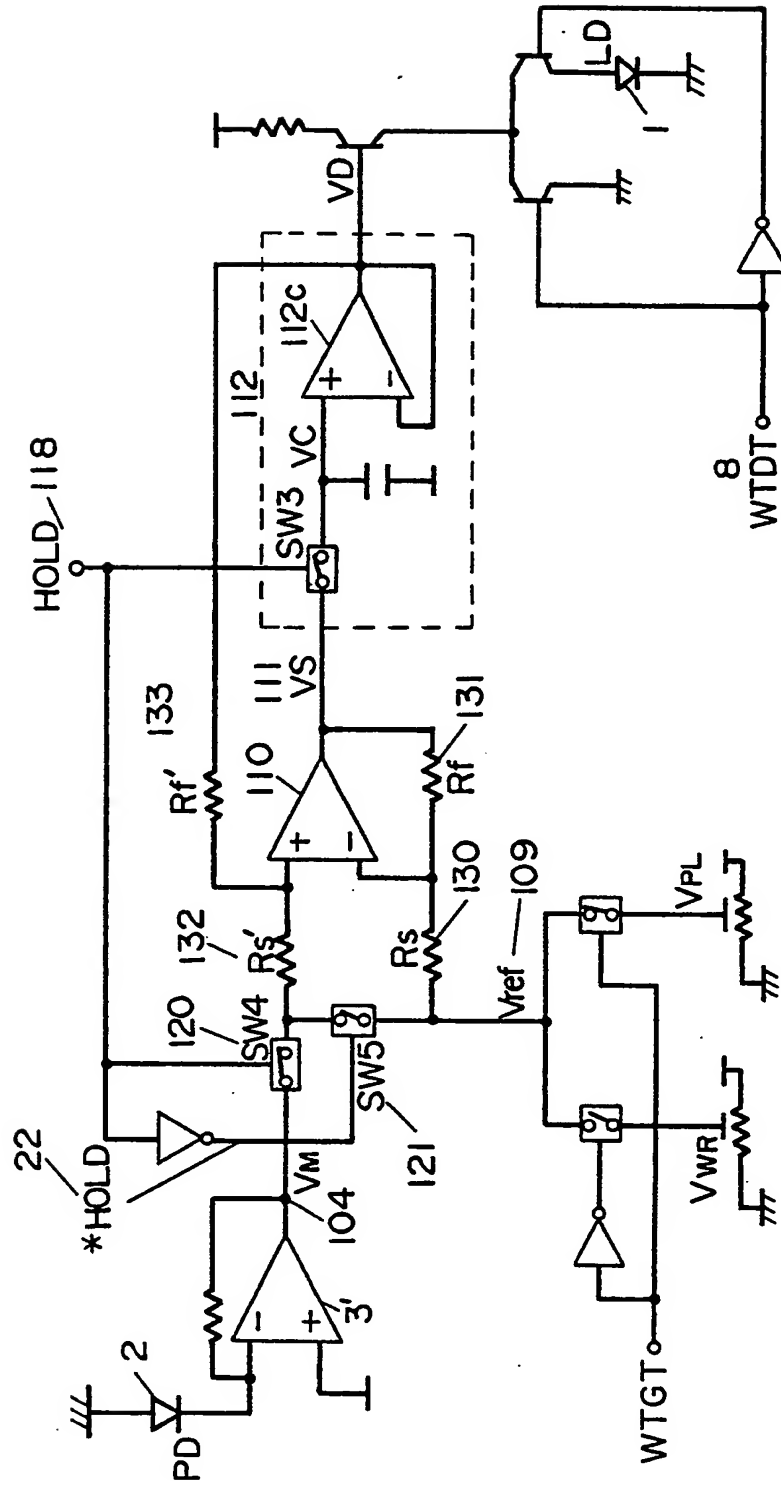 HOLD 118
22
*HOLD
120
SW4
132
Rs'
Rf'
133
110
+
−
111
VS
112
SW3
VC
112c
+
−
VD
PD
2
−
+
3'
104
VM
SW5
121
Rs
130
Rf
131
Vref
109
VWR
VPL
WTGT
LD
1
8
WTDT